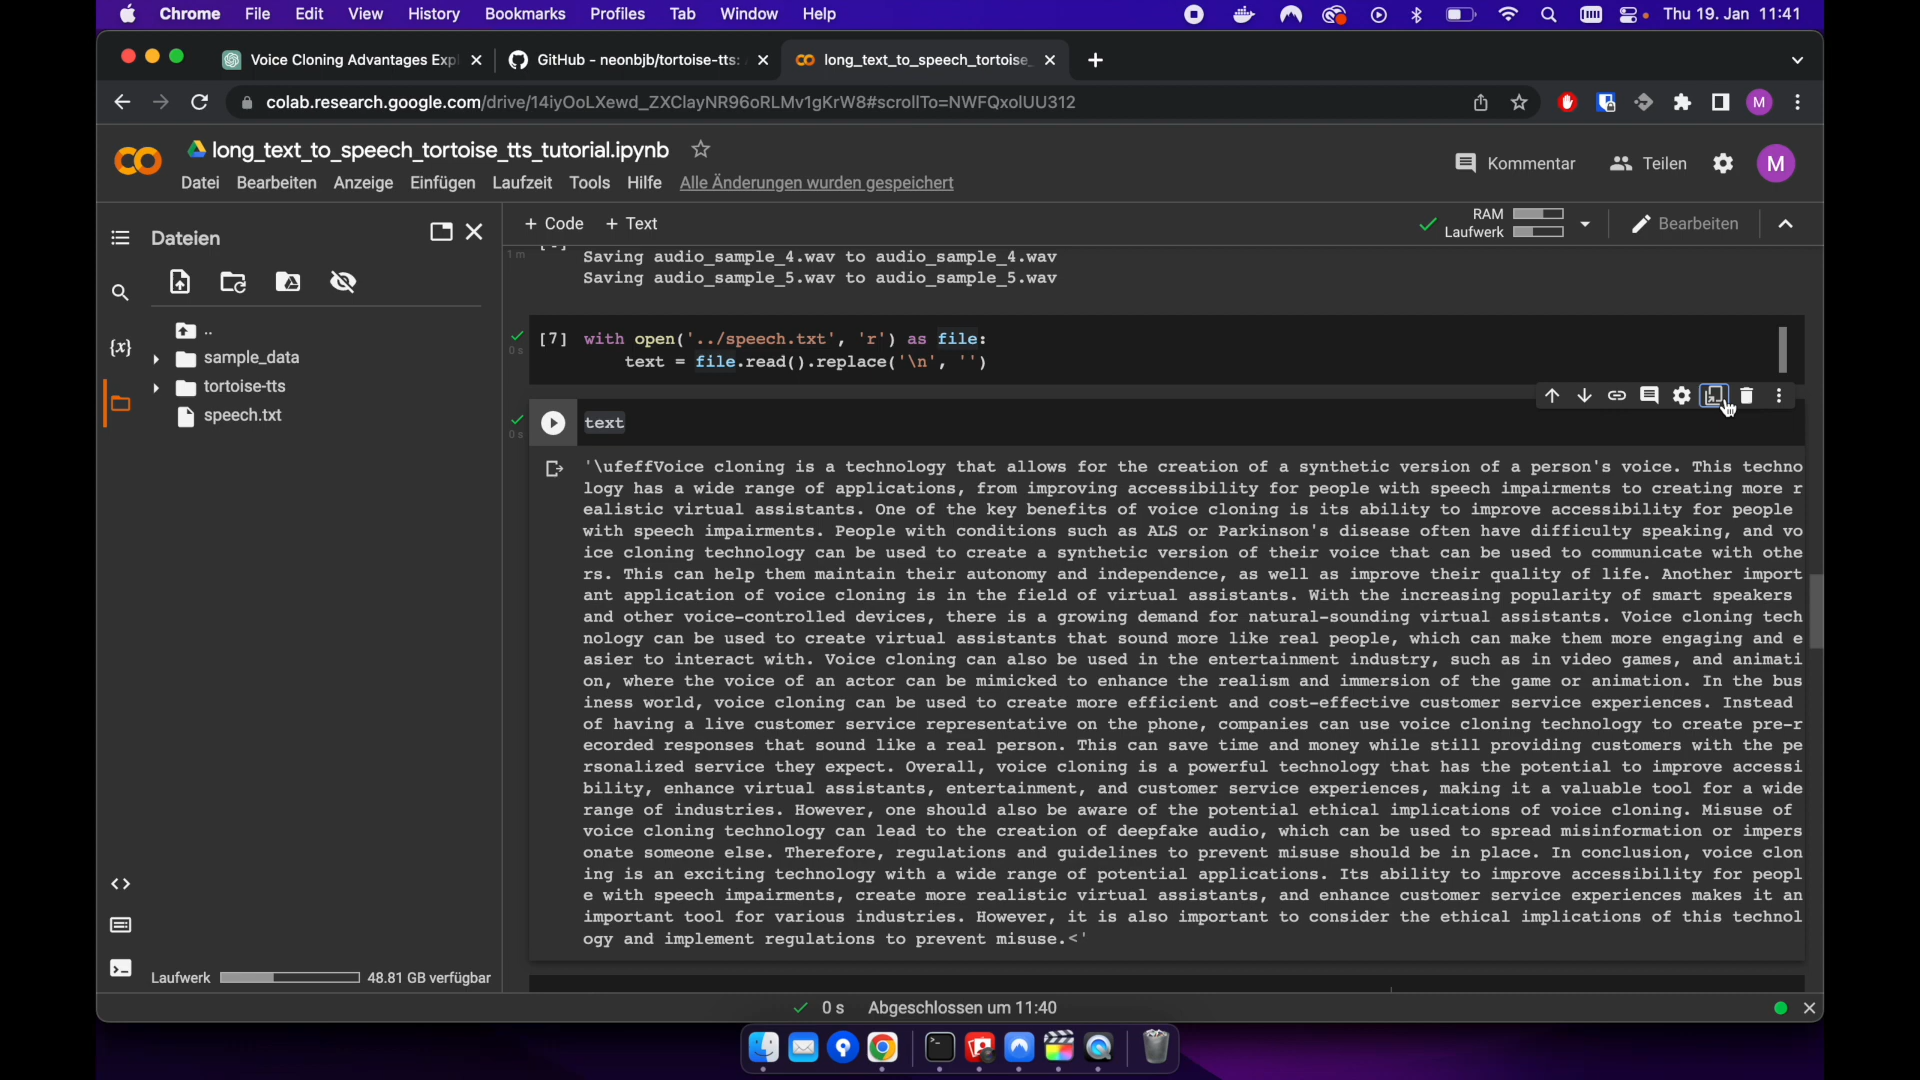 Chrome File Edit View History Bookmarks Profiles Tab Window Help Thu 19. Jan 11:41
Voice Cloning Advantages Exp
GitHub - neonbjb/tortoise-tts:
long_text_to_speech_tortoise_
colab.research.google.com/drive/14iyOoLXewd_ZXClayNR96oRLMv1gKrW8#scrollTo=NWFQxolUU312
M
long_text_to_speech_tortoise_tts_tutorial.ipynb
Kommentar Teilen M
Datei Bearbeiten Anzeige Einfügen Laufzeit Tools Hilfe Alle Änderungen wurden gespeichert
Dateien
+ Code + Text
RAM
Laufwerk
Bearbeiten
..
sample_data
tortoise-tts
speech.txt
{x}
1m
Saving audio_sample_4.wav to audio_sample_4.wav
Saving audio_sample_5.wav to audio_sample_5.wav
0s
[7] with open('../speech.txt', 'r') as file:
text = file.read().replace('\n', '')
0s
text
'\ufeffVoice cloning is a technology that allows for the creation of a synthetic version of a person's voice. This techno
logy has a wide range of applications, from improving accessibility for people with speech impairments to creating more r
ealistic virtual assistants. One of the key benefits of voice cloning is its ability to improve accessibility for people
with speech impairments. People with conditions such as ALS or Parkinson's disease often have difficulty speaking, and vo
ice cloning technology can be used to create a synthetic version of their voice that can be used to communicate with othe
rs. This can help them maintain their autonomy and independence, as well as improve their quality of life. Another import
ant application of voice cloning is in the field of virtual assistants. With the increasing popularity of smart speakers
and other voice-controlled devices, there is a growing demand for natural-sounding virtual assistants. Voice cloning tech
nology can be used to create virtual assistants that sound more like real people, which can make them more engaging and e
asier to interact with. Voice cloning can also be used in the entertainment industry, such as in video games, and animati
on, where the voice of an actor can be mimicked to enhance the realism and immersion of the game or animation. In the bus
iness world, voice cloning can be used to create more efficient and cost-effective customer service experiences. Instead
of having a live customer service representative on the phone, companies can use voice cloning technology to create pre-r
ecorded responses that sound like a real person. This can save time and money while still providing customers with the pe
rsonalized service they expect. Overall, voice cloning is a powerful technology that has the potential to improve accessi
bility, enhance virtual assistants, entertainment, and customer service experiences, making it a valuable tool for a wide
range of industries. However, one should also be aware of the potential ethical implications of voice cloning. Misuse of
voice cloning technology can lead to the creation of deepfake audio, which can be used to spread misinformation or impers
onate someone else. Therefore, regulations and guidelines to prevent misuse should be in place. In conclusion, voice clon
ing is an exciting technology with a wide range of potential applications. Its ability to improve accessibility for peopl
e with speech impairments, create more realistic virtual assistants, and enhance customer service experiences makes it an
important tool for various industries. However, it is also important to consider the ethical implications of this technol
ogy and implement regulations to prevent misuse.<'
Laufwerk 48.81 GB verfügbar
0 s Abgeschlossen um 11:40